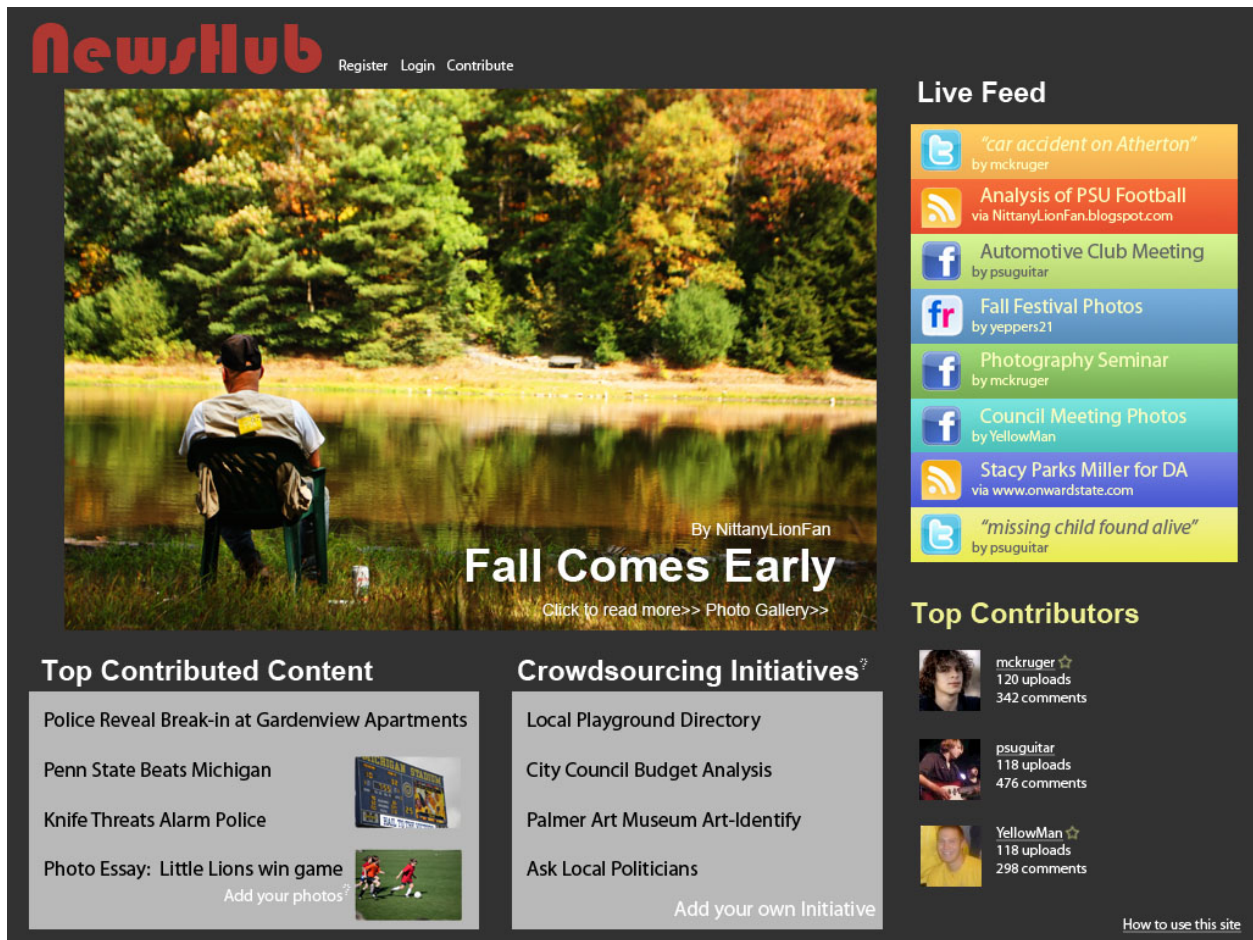 NewsHub
Register Login Contribute
By NittanyLionFan
Fall Comes Early
Click to read more>> Photo Gallery>>
Live Feed
“car accident on Atherton”
by mckruger
Analysis of PSU Football
via NittanyLionFan.blogspot.com
f Automotive Club Meeting
by psuguitar
fr Fall Festival Photos
by yeppers21
f Photography Seminar
by mckruger
f Council Meeting Photos
by YellowMan
Stacy Parks Miller for DA
via www.onwardstate.com
“missing child found alive”
by psuguitar
Top Contributed Content
Police Reveal Break-in at Gardenview Apartments
Penn State Beats Michigan
MICHIGAN STADIUM
Knife Threats Alarm Police
Photo Essay: Little Lions win game
Add your photos?
Crowdsourcing Initiatives?
Local Playground Directory
City Council Budget Analysis
Palmer Art Museum Art-Identify
Ask Local Politicians
Add your own Initiative
Top Contributors
mckruger
120 uploads
342 comments
psuguitar
118 uploads
476 comments
YellowMan
118 uploads
298 comments
How to use this site